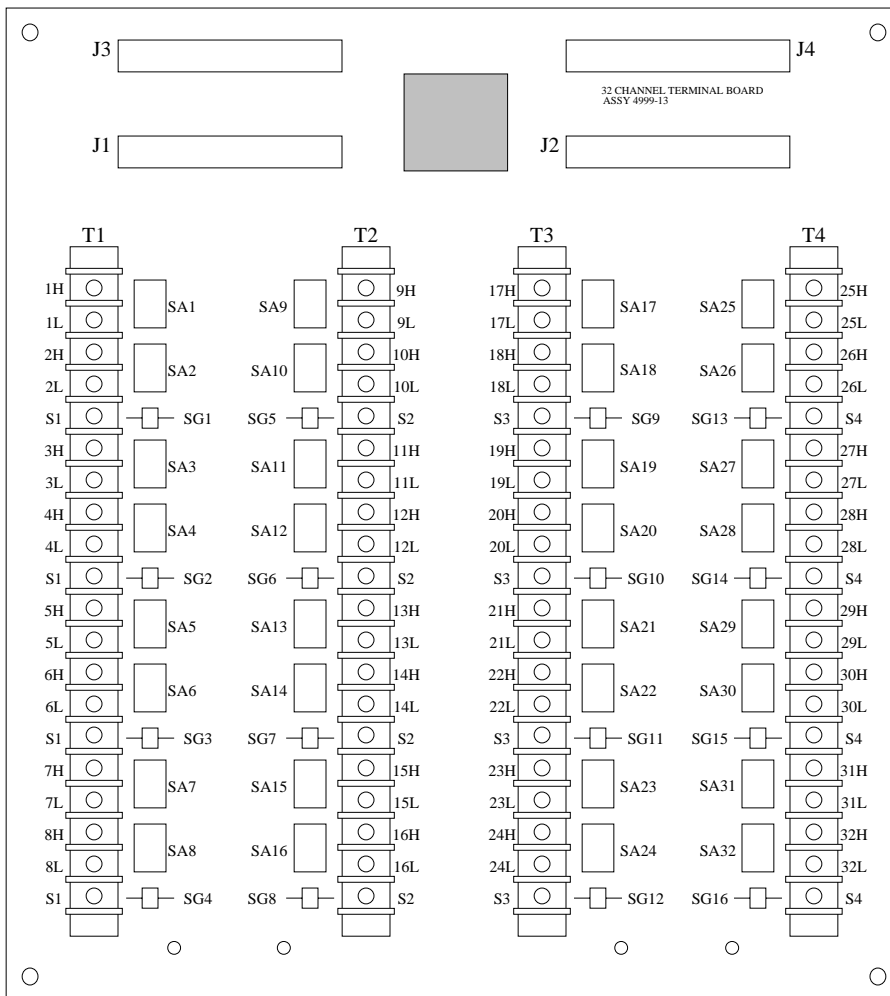 J3
J4
32 CHANNEL TERMINAL BOARD
ASSY 4999-13
J1
J2
T1
T2
T3
T4
1H SA1 SA9 9H 17H SA17 SA25 25H
1L 9L 17L 25L
2H SA2 SA10 10H 18H SA18 SA26 26H
2L 10L 18L 26L
S1 SG1 SG5 S2 S3 SG9 SG13 S4
3H SA3 SA11 11H 19H SA19 SA27 27H
3L 11L 19L 27L
4H SA4 SA12 12H 20H SA20 SA28 28H
4L 12L 20L 28L
S1 SG2 SG6 S2 S3 SG10 SG14 S4
5H SA5 SA13 13H 21H SA21 SA29 29H
5L 13L 21L 29L
6H SA6 SA14 14H 22H SA22 SA30 30H
6L 14L 22L 30L
S1 SG3 SG7 S2 S3 SG11 SG15 S4
7H SA7 SA15 15H 23H SA23 SA31 31H
7L 15L 23L 31L
8H SA8 SA16 16H 24H SA24 SA32 32H
8L 16L 24L 32L
S1 SG4 SG8 S2 S3 SG12 SG16 S4